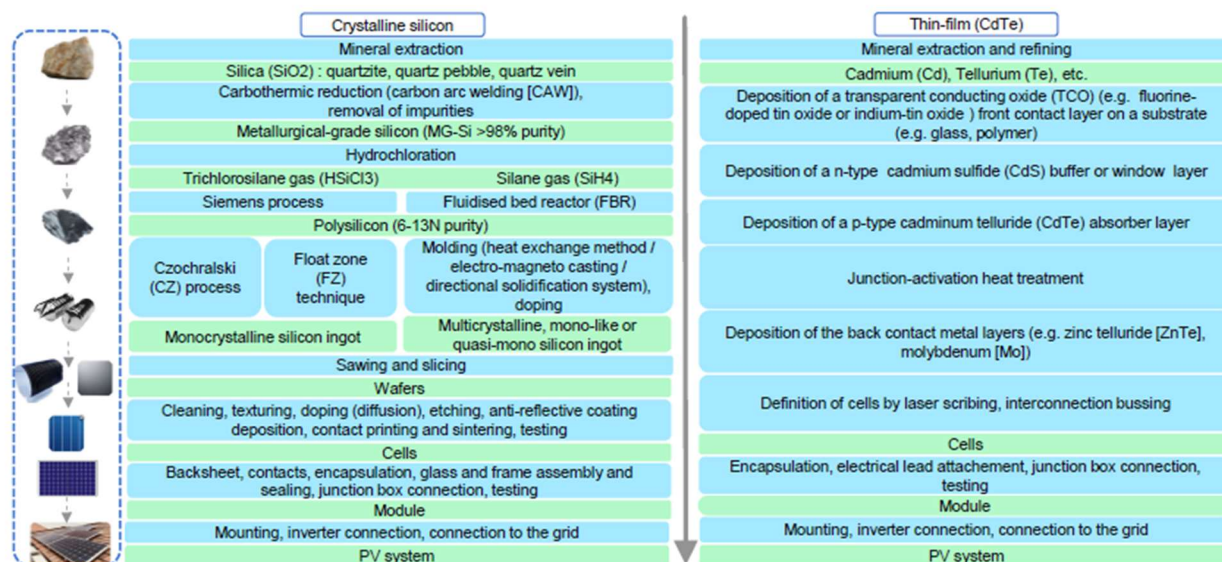 Crystalline silicon
Mineral extraction
Silica (SiO2) : quartzite, quartz pebble, quartz vein
Carbothermic reduction (carbon arc welding [CAW]),
removal of impurities
Metallurgical-grade silicon (MG-Si >98% purity)
Hydrochloration
Trichlorosilane gas (HSiCl3)
Silane gas (SiH4)
Siemens process
Fluidised bed reactor (FBR)
Polysilicon (6-13N purity)
Czochralski
(CZ) process
Float zone
(FZ)
technique
Molding (heat exchange method /
electro-magneto casting /
directional solidification system),
doping
Monocrystalline silicon ingot
Multicrystalline, mono-like or
quasi-mono silicon ingot
Sawing and slicing
Wafers
Cleaning, texturing, doping (diffusion), etching, anti-reflective coating
deposition, contact printing and sintering, testing
Cells
Backsheet, contacts, encapsulation, glass and frame assembly and
sealing, junction box connection, testing
Module
Mounting, inverter connection, connection to the grid
PV system
Thin-film (CdTe)
Mineral extraction and refining
Cadmium (Cd), Tellurium (Te), etc.
Deposition of a transparent conducting oxide (TCO) (e.g. fluorine-
doped tin oxide or indium-tin oxide ) front contact layer on a substrate
(e.g. glass, polymer)
Deposition of a n-type cadmium sulfide (CdS) buffer or window layer
Deposition of a p-type cadminum telluride (CdTe) absorber layer
Junction-activation heat treatment
Deposition of the back contact metal layers (e.g. zinc telluride [ZnTe],
molybdenum [Mo])
Definition of cells by laser scribing, interconnection bussing
Cells
Encapsulation, electrical lead attachement, junction box connection,
testing
Module
Mounting, inverter connection, connection to the grid
PV system